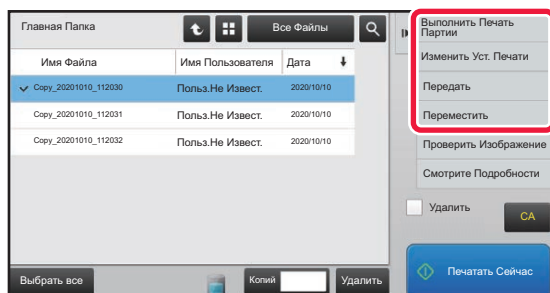 Главная Папка
Все Файлы
Имя Файла
Имя Пользователя
Дата
Copy_20201010_112030
Польз.Не Извест.
2020/10/10
Copy_20201010_112031
Польз.Не Извест.
2020/10/10
Copy_20201010_112032
Польз.Не Извест.
2020/10/10
Выбрать все
Копий
Удалить
Выполнить Печать
Партии
Изменить Уст. Печати
Передать
Переместить
Проверить Изображение
Смотрите Подробности
Удалить
CA
Печатать Сейчас